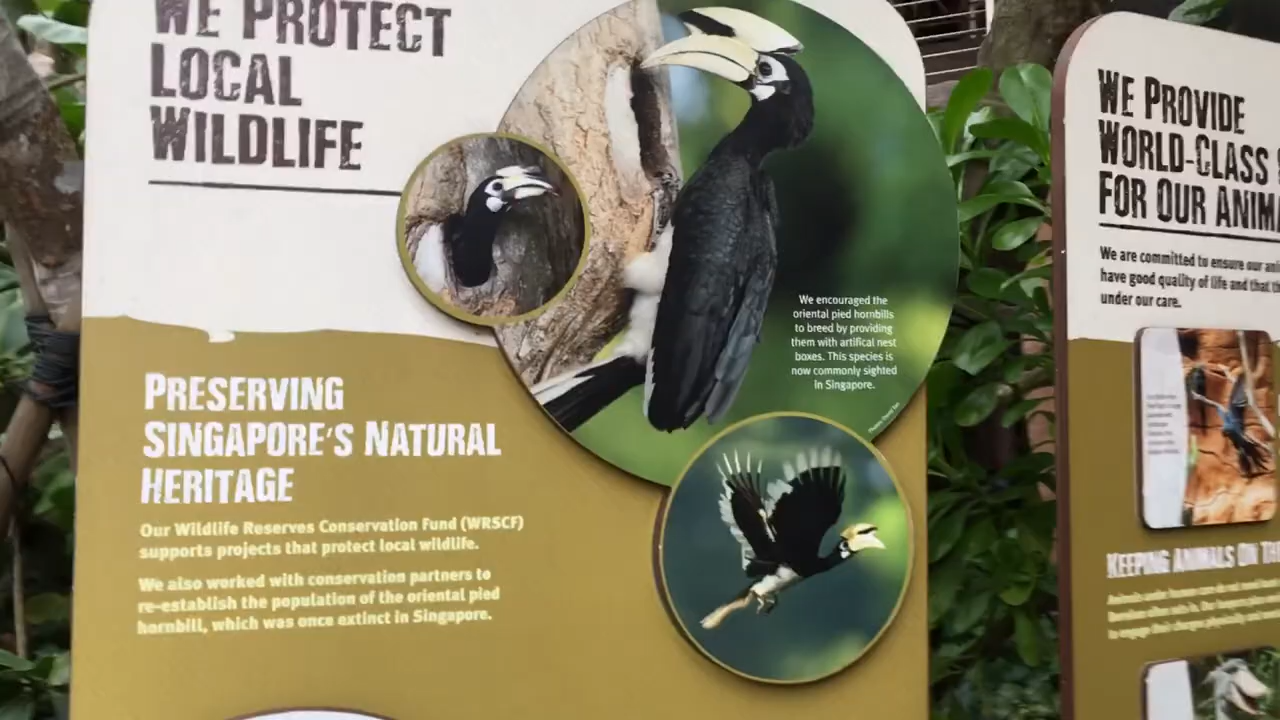 WE PROTECT
LOCAL
WILDLIFE
We encouraged the
oriental pied hornbills
to breed by providing
them with artifical nest
boxes. This species is
now commonly sighted
in Singapore.
PRESERVING
SINGAPORE'S NATURAL
HERITAGE
Our Wildlife Reserves Conservation Fund (WRSCF)
supports projects that protect local wildlife.
We also worked with conservation partners to
re-establish the population of the oriental pied
hornbill, which was once extinct in Singapore.
WE PROVIDE
WORLD-CLASS
FOR OUR ANIM
We are committed to ensure our ani
have good quality of life and that th
under our care.
KEEPING ANIMALS ON TH